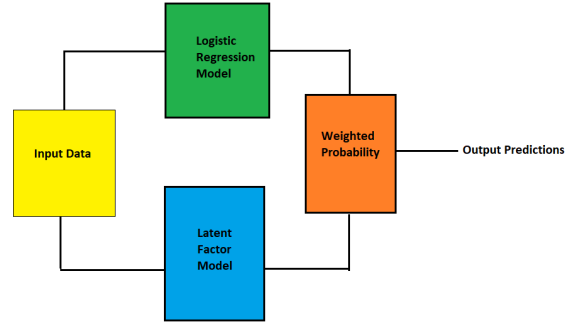 Logistic
Regression
Model
Input Data
Weighted
Probability
Output Predictions
Latent
Factor
Model